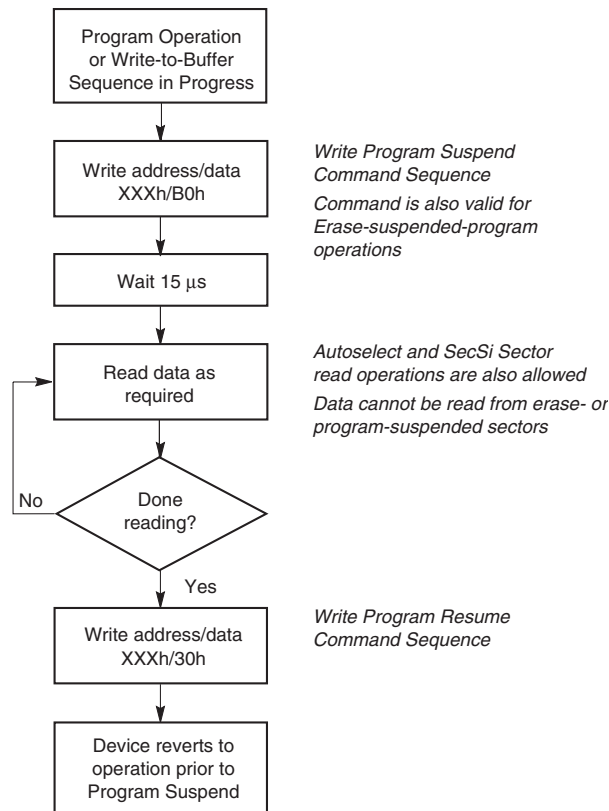 Program Operation
or Write-to-Buffer
Sequence in Progress
Write address/data
XXXh/B0h
Write Program Suspend
Command Sequence
Command is also valid for
Erase-suspended-program
operations
Wait 15 μs
Read data as
required
Autoselect and SecSi Sector
read operations are also allowed
Data cannot be read from erase- or
program-suspended sectors
No
Done
reading?
Yes
Write address/data
XXXh/30h
Write Program Resume
Command Sequence
Device reverts to
operation prior to
Program Suspend